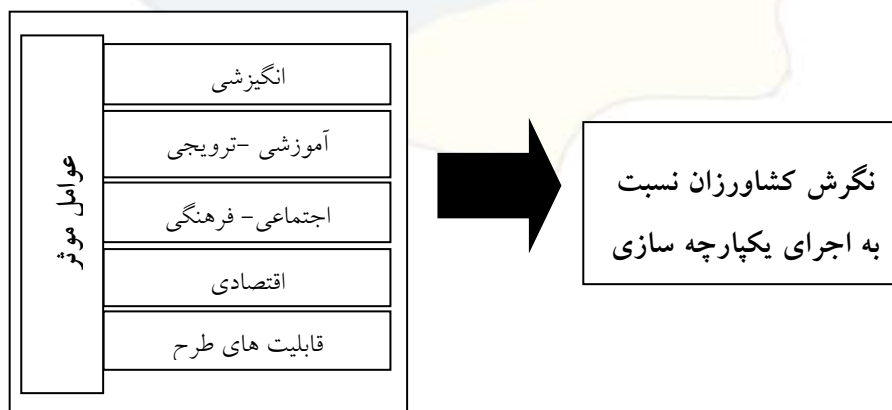 عوامل موثر
انگیزشی
آموزشی -ترویجی
اجتماعی- فرهنگی
اقتصادی
قابلیت های طرح
نگرش کشاورزان نسبت
به اجرای یکپارچه سازی